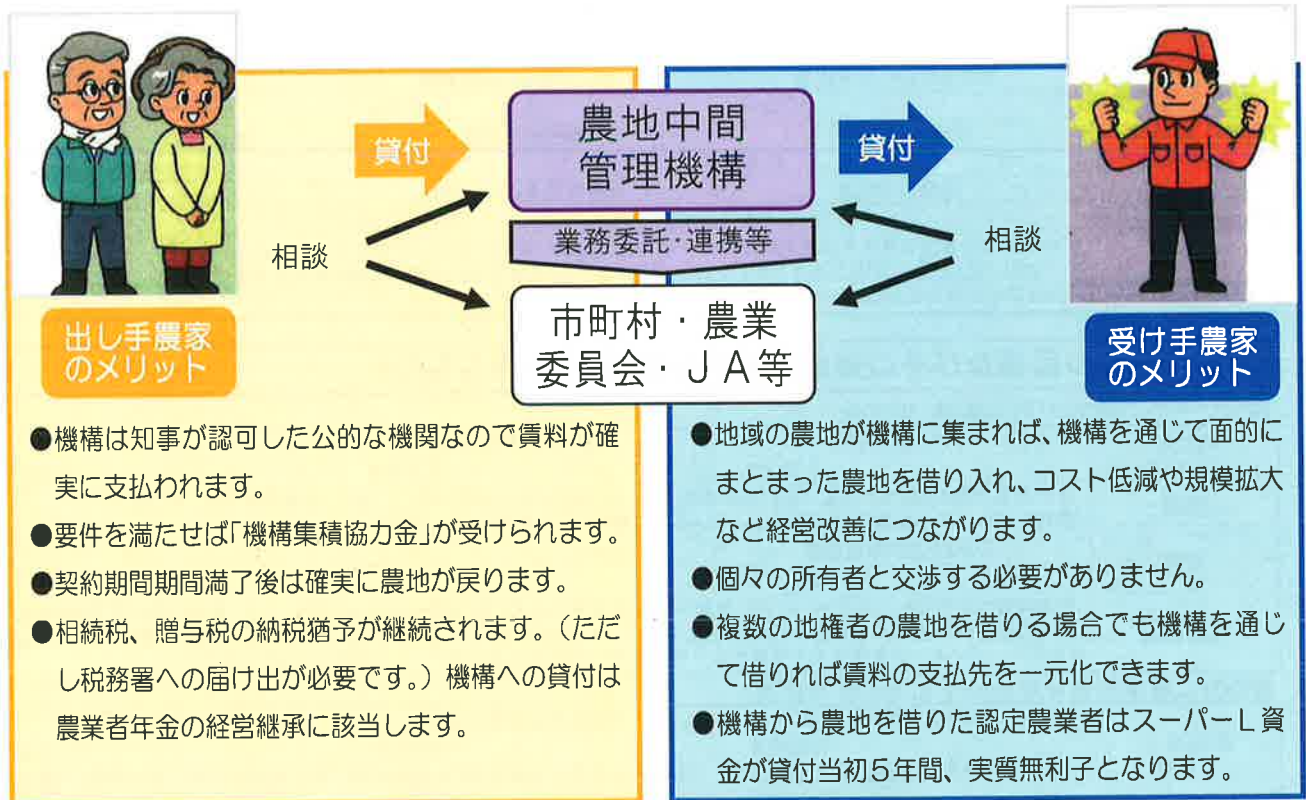 貸付
農地中間
管理機構
貸付
相談
業務委託・連携等
相談
市町村・農業
委員会・JA等
出し手農家
のメリット
●機構は知事が認可した公的な機関なので賃料が確
実に支払われます。
●要件を満たせば「機構集積協力金」が受けられます。
●契約期間期間満了後は確実に農地が戻ります。
●相続税、贈与税の納税猶予が継続されます。(ただ
し税務署への届け出が必要です。)機構への貸付は
農業者年金の経営継承に該当します。
受け手農家
のメリット
●地域の農地が機構に集まれば、機構を通じて面的に
まとまった農地を借り入れ、コスト低減や規模拡大
など経営改善につながります。
●個々の所有者と交渉する必要がありません。
●複数の地権者の農地を借りる場合でも機構を通じ
て借りれば賃料の支払先を一元化できます。
●機構から農地を借りた認定農業者はスーパーL資
金が貸付当初5年間、実質無利子となります。